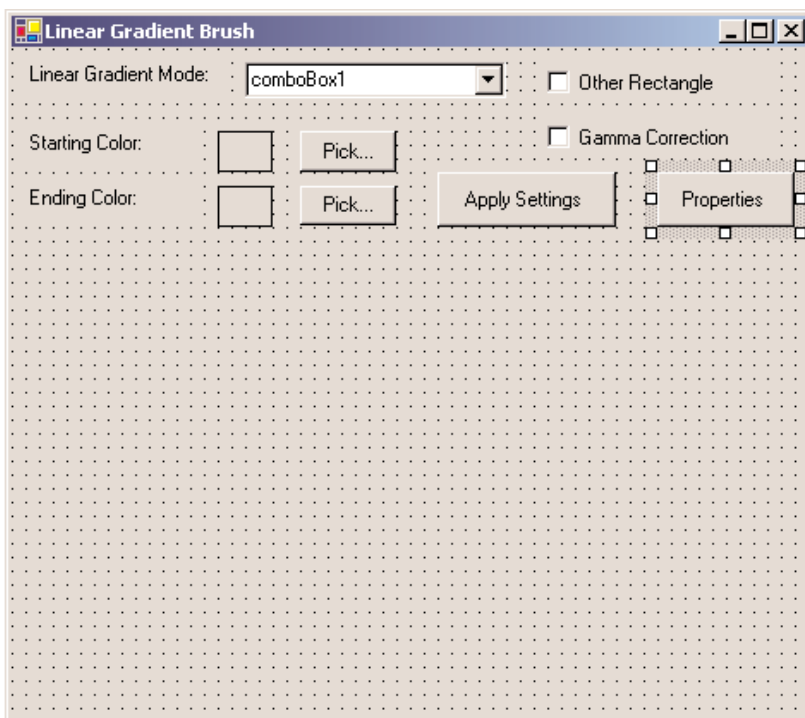 Linear Gradient Brush
Linear Gradient Mode:
comboBox1
Other Rectangle
Gamma Correction
Starting Color:
Pick...
Ending Color:
Pick...
Apply Settings
Properties